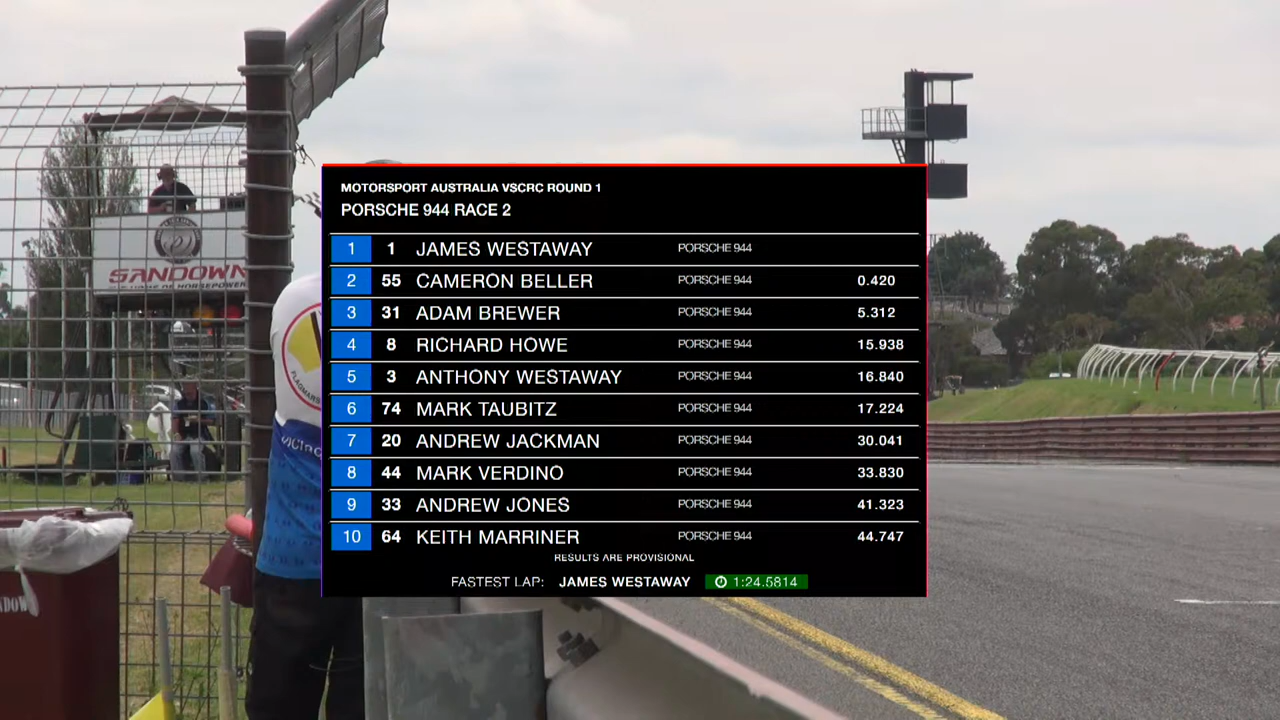 MOTORSPORT AUSTRALIA VSCRC ROUND 1
PORSCHE 944 RACE 2
1 1 JAMES WESTAWAY PORSCHE 944
2 55 CAMERON BELLER PORSCHE 944 0.420
3 31 ADAM BREWER PORSCHE 944 5.312
4 8 RICHARD HOWE PORSCHE 944 15.938
5 3 ANTHONY WESTAWAY PORSCHE 944 16.840
6 74 MARK TAUBITZ PORSCHE 944 17.224
7 20 ANDREW JACKMAN PORSCHE 944 30.041
8 44 MARK VERDINO PORSCHE 944 33.830
9 33 ANDREW JONES PORSCHE 944 41.323
10 64 KEITH MARRINER PORSCHE 944 44.747
RESULTS ARE PROVISIONAL
FASTEST LAP: JAMES WESTAWAY 1:24.5814
SANDOWN